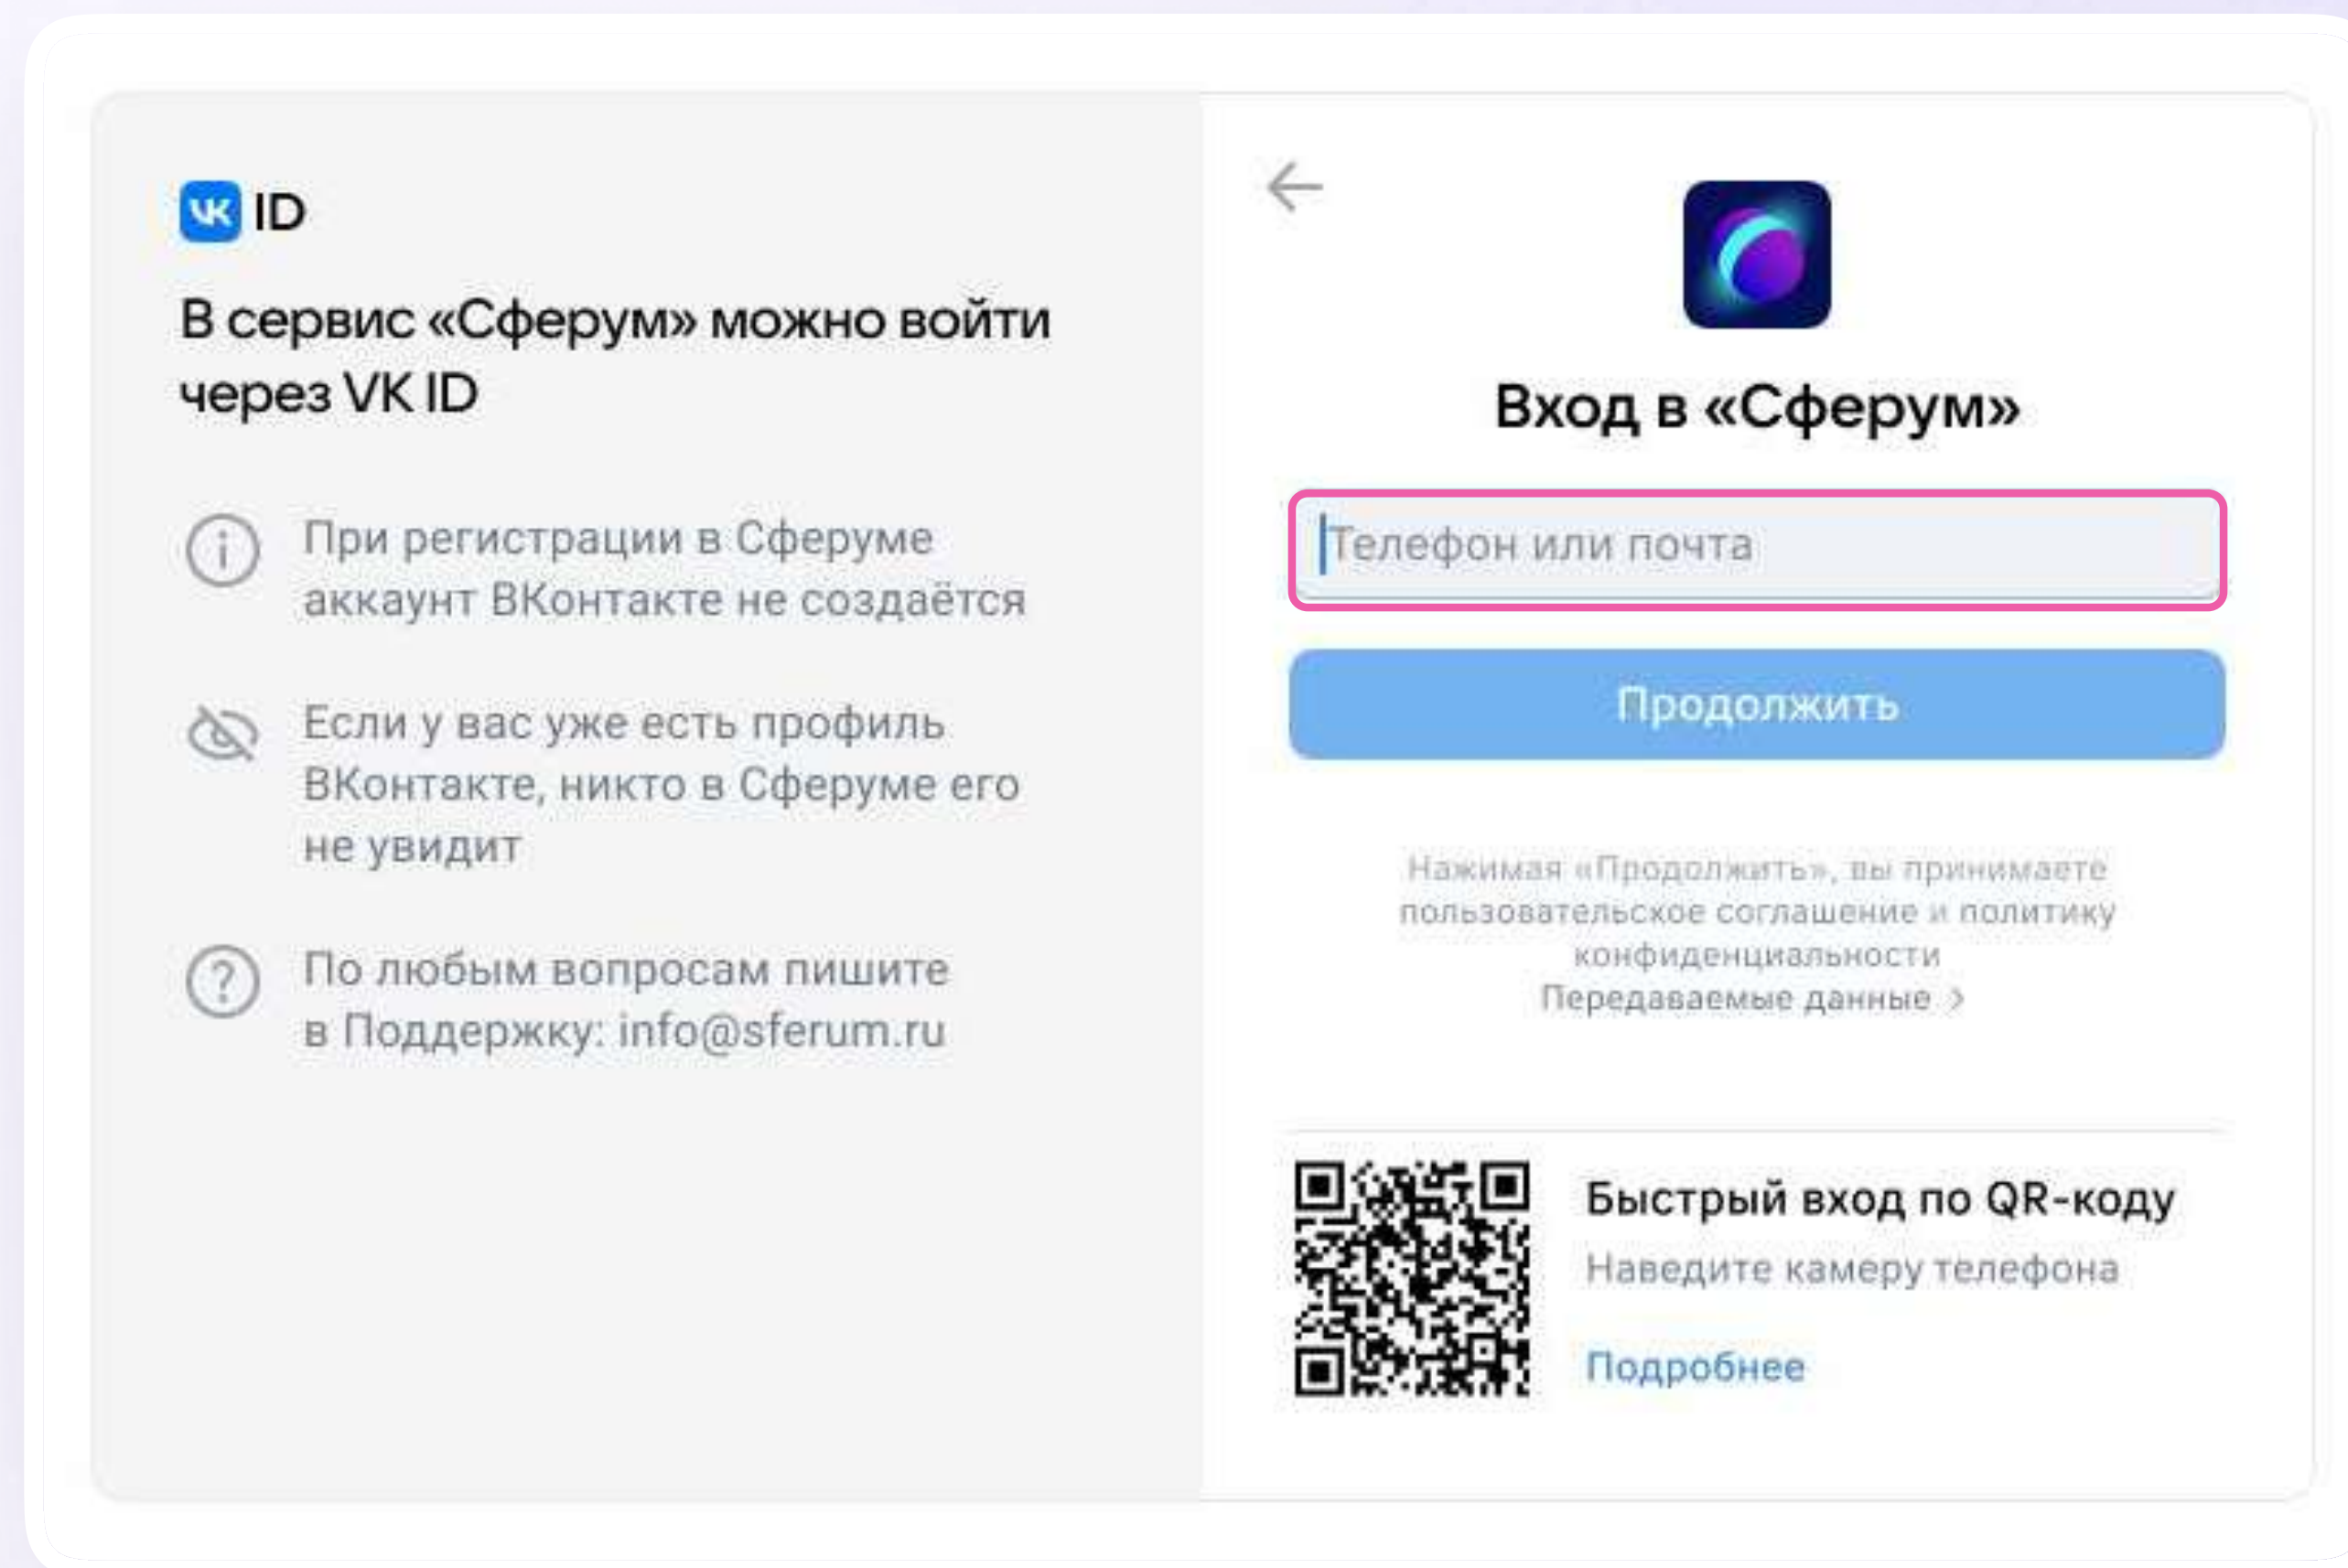 VK ID
В сервис «Сферум» можно войти
через VK ID
При регистрации в Сферуме
аккаунт ВКонтакте не создаётся
Если у вас уже есть профиль
ВКонтакте, никто в Сферуме его
не увидит
По любым вопросам пишите
в Поддержку: info@sferum.ru
Вход в «Сферум»
Телефон или почта
Продолжить
Нажимая «Продолжить», вы принимаете
пользовательское соглашение и политику
конфиденциальности
Передаваемые данные >
Быстрый вход по QR-коду
Наведите камеру телефона
Подробнее